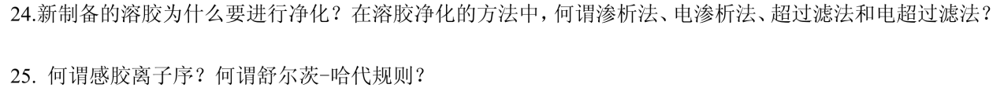 24.新制备的溶胶为什么要进行净化？在溶胶净化的方法中，何谓渗析法、电渗析法、超过滤法和电超过滤法？
25. 何谓感胶离子序？何谓舒尔茨-哈代规则？